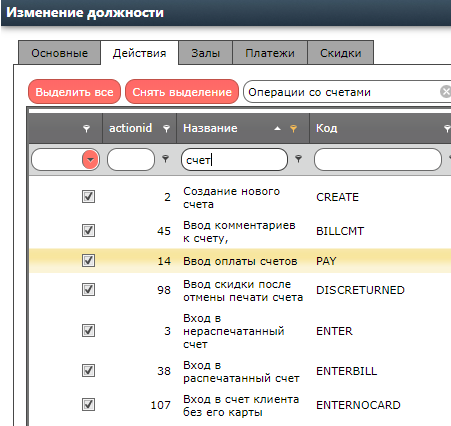 Изменение должности
Основные Действия Залы Платежи Скидки
Выделить все Снять выделение Операции со счетами
actionid Название Код
счет
2 Создание нового счета CREATE
45 Ввод комментариев к счету, BILLCMT
14 Ввод оплаты счетов PAY
98 Ввод скидки после отмены печати счета DISCRETURNED
3 Вход в нераспечатанный счет ENTER
38 Вход в распечатанный счет ENTERBILL
107 Вход в счет клиента без его карты ENTERNOCARD